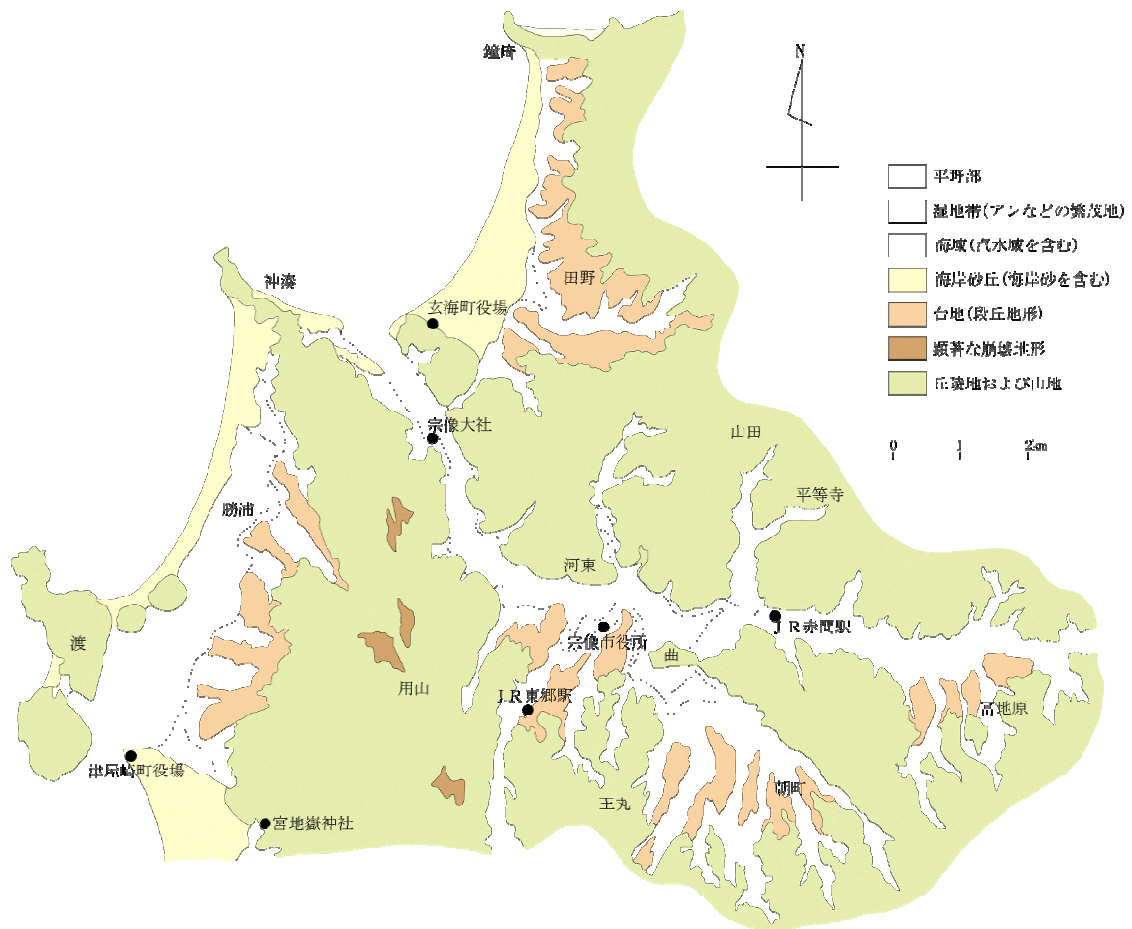 鐘崎
N
平野部
湿地帯(アシなどの繁茂地)
海域(汽水域を含む)
海岸砂丘(海岸砂を含む)
台地(段丘地形)
顕著な崩壊地形
丘陵地および山地
0 1 2㎞
神湊
田野
玄海町役場
宗像大社
山田
平等寺
勝浦
河東
JR赤間駅
宗像市役所
曲
渡
用山
JR東郷駅
津屋崎町役場
朝町
王丸
宮地嶽神社